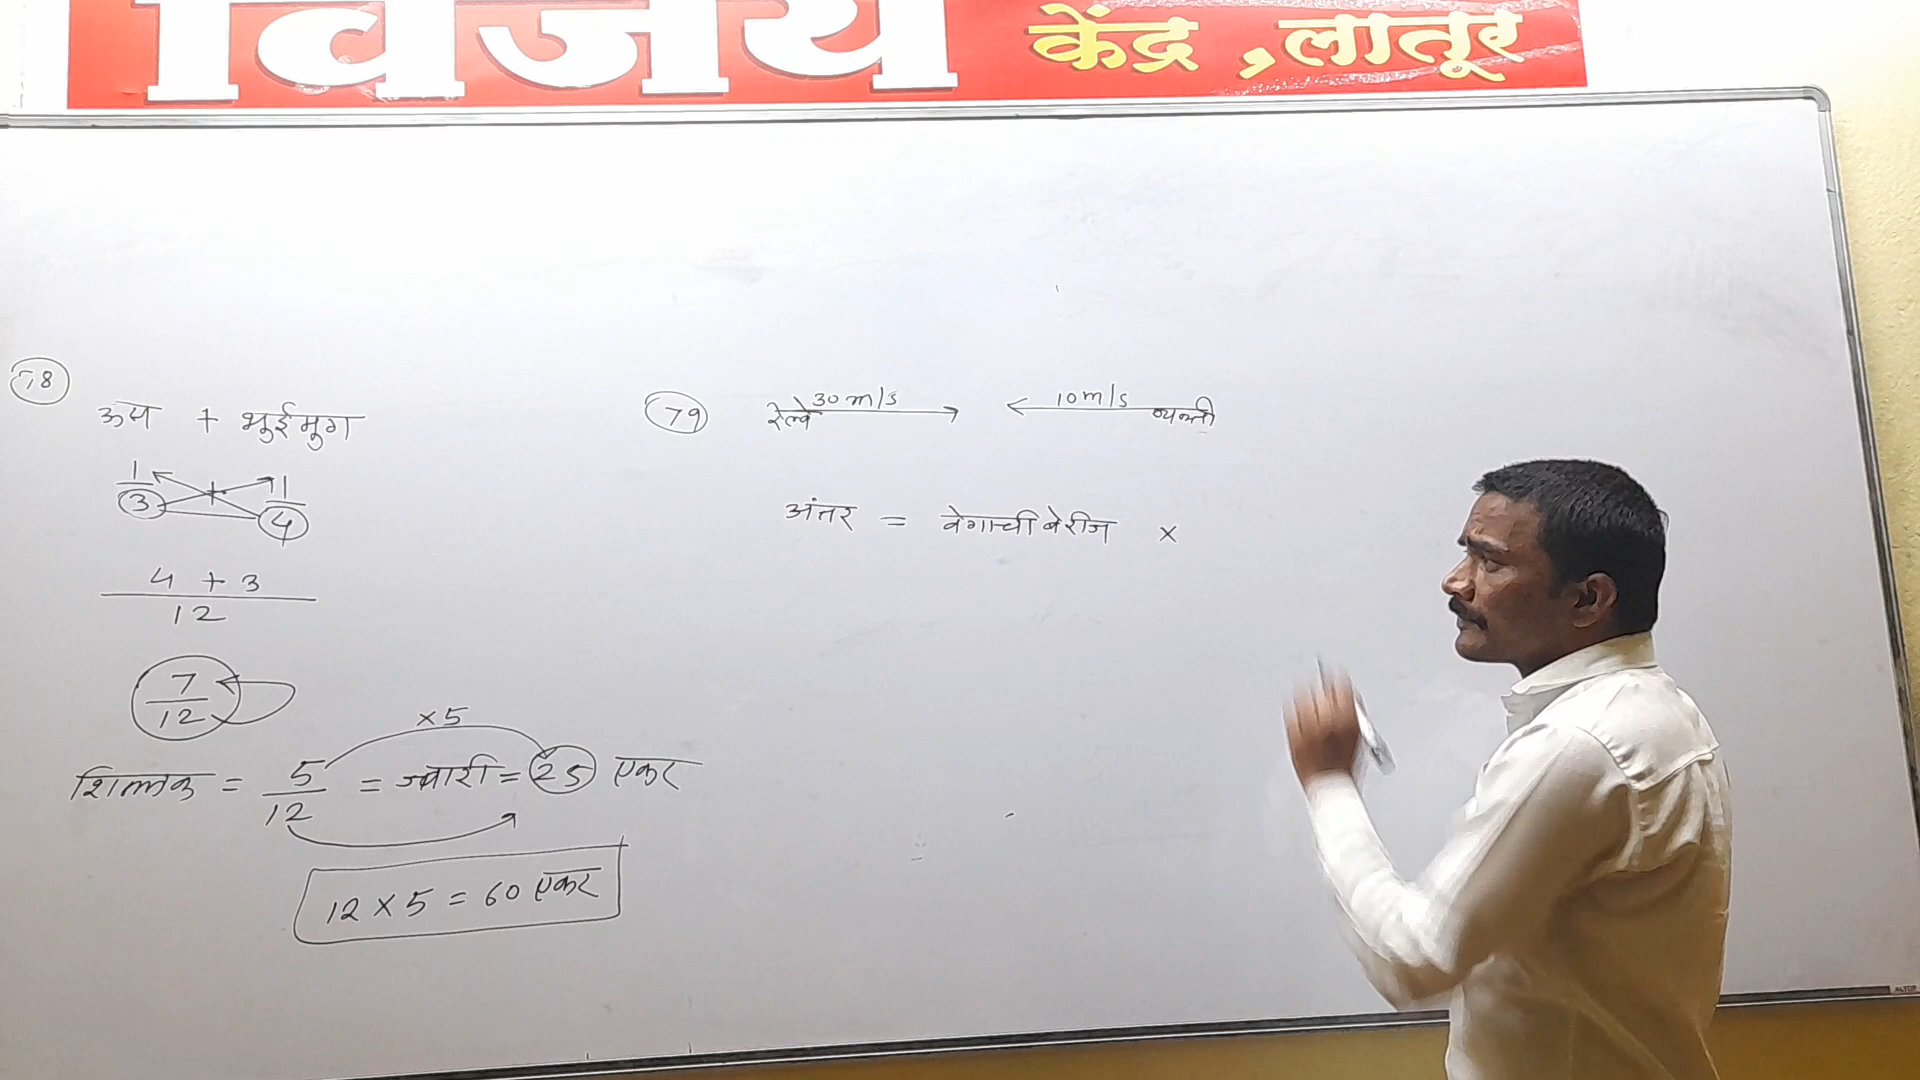 विजय केंद्र, लातूर
78
ऊस + भुईमुग
1/3 + 1/4
4 + 3
12
7/12
× 5
शिल्लक = 5/12 = ज्वारी = 25 एकर
12 × 5 = 60 एकर
79
रेल्वे 30 m/s 10 m/s व्यक्ती
अंतर = वेगाची बेरीज ×